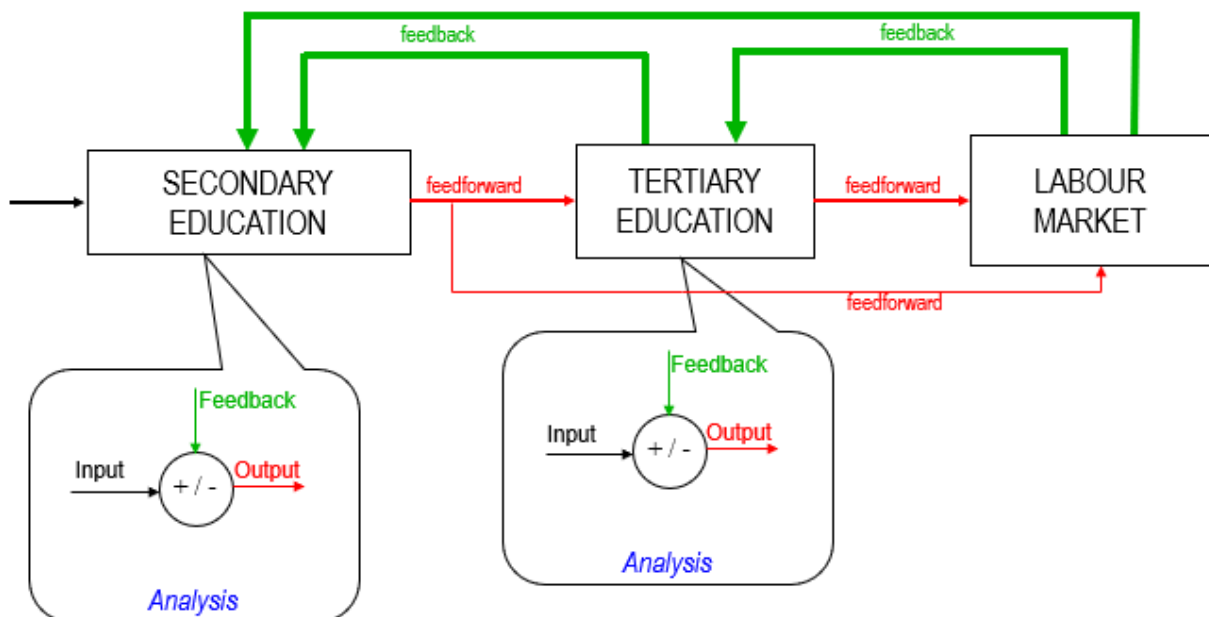 feedback
feedback
SECONDARY
EDUCATION
feedforward
TERTIARY
EDUCATION
feedforward
LABOUR
MARKET
feedforward
Feedback
Input
+ / -
Output
Analysis
Feedback
Input
+ / -
Output
Analysis